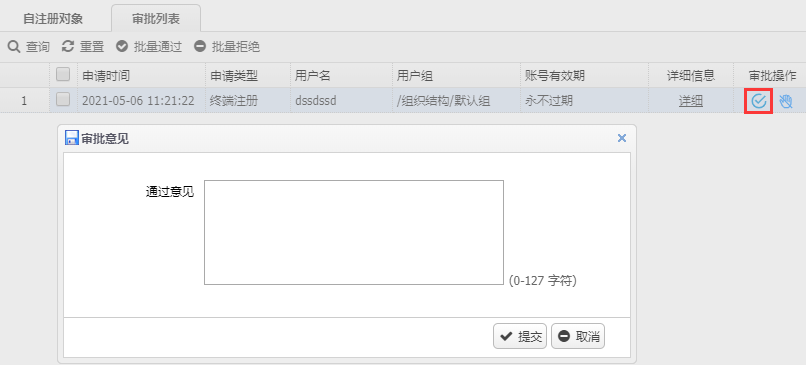 自注册对象 审批列表
查询 重置 批量通过 批量拒绝
申请时间 申请类型 用户名 用户组 账号有效期 详细信息 审批操作
1 2021-05-06 11:21:22 终端注册 dssdssd /组织结构/默认组 永不过期 详细
审批意见
通过意见
(0-127 字符)
提交 取消